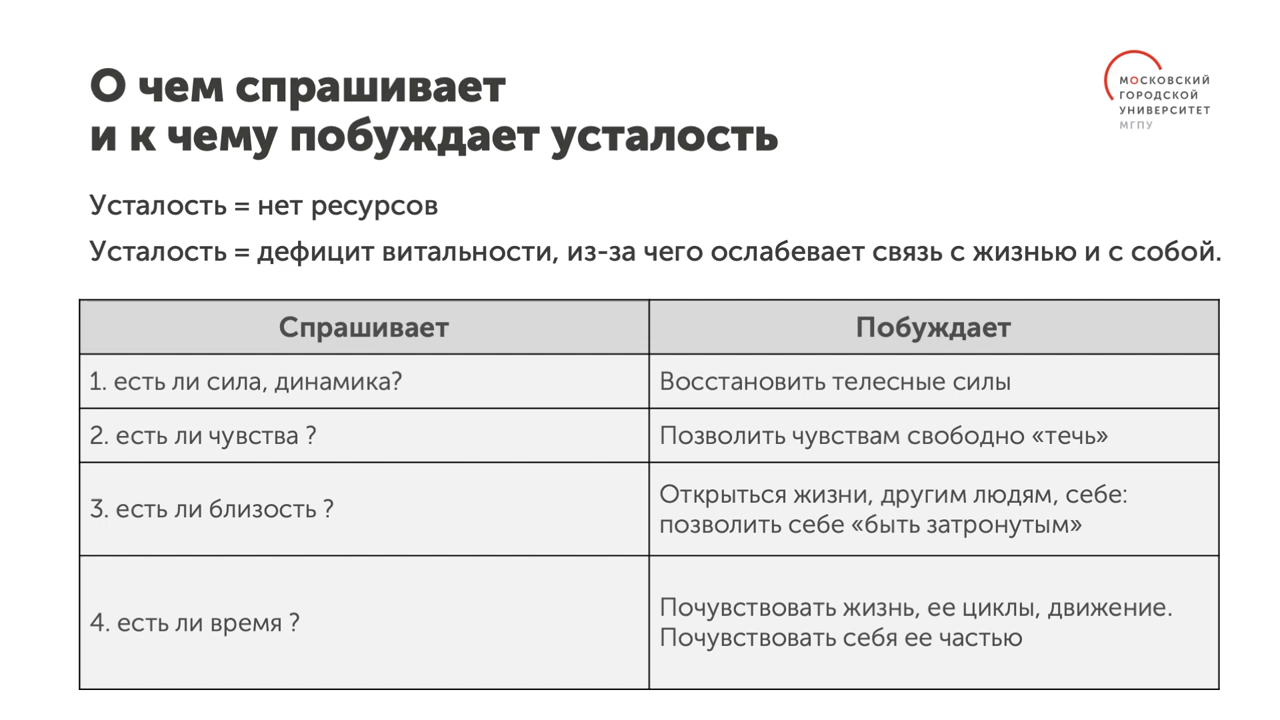 О чем спрашивает
и к чему побуждает усталость
МОСКОВСКИЙ
ГОРОДСКОЙ
УНИВЕРСИТЕТ
МГПУ
Усталость = нет ресурсов
Усталость = дефицит витальности, из-за чего ослабевает связь с жизнью и с собой.
Спрашивает
Побуждает
1. есть ли сила, динамика?
Восстановить телесные силы
2. есть ли чувства ?
Позволить чувствам свободно «течь»
3. есть ли близость ?
Открыться жизни, другим людям, себе:
позволить себе «быть затронутым»
4. есть ли время ?
Почувствовать жизнь, ее циклы, движение.
Почувствовать себя ее частью